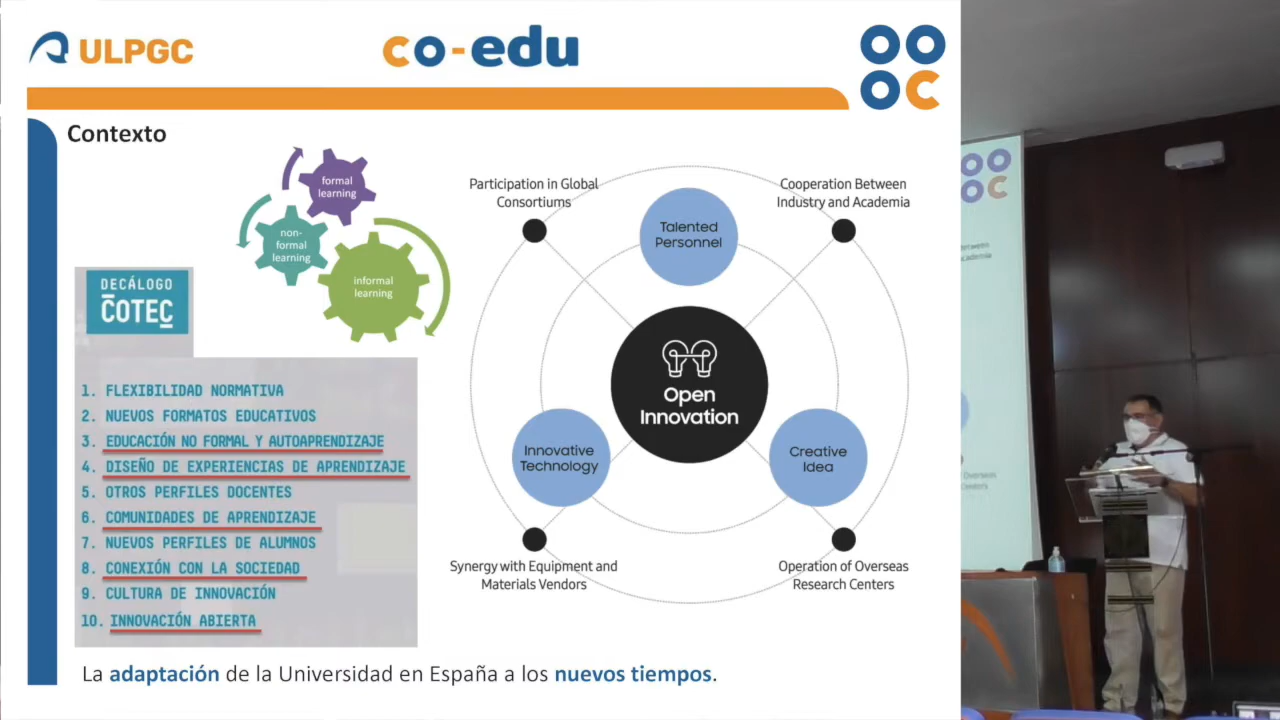 ULPGC
co-edu
Contexto
formal
learning
non-
formal
learning
informal
learning
DECÁLOGO
COTEC
1. FLEXIBILIDAD NORMATIVA
2. NUEVOS FORMATOS EDUCATIVOS
3. EDUCACIÓN NO FORMAL Y AUTOAPRENDIZAJE
4. DISEÑO DE EXPERIENCIAS DE APRENDIZAJE
5. OTROS PERFILES DOCENTES
6. COMUNIDADES DE APRENDIZAJE
7. NUEVOS PERFILES DE ALUMNOS
8. CONEXIÓN CON LA SOCIEDAD
9. CULTURA DE INNOVACIÓN
10. INNOVACIÓN ABIERTA
Participation in Global
Consortiums
Cooperation Between
Industry and Academia
Talented
Personnel
Open
Innovation
Innovative
Technology
Creative
Idea
Synergy with Equipment and
Materials Vendors
Operation of Overseas
Research Centers
La adaptación de la Universidad en España a los nuevos tiempos.